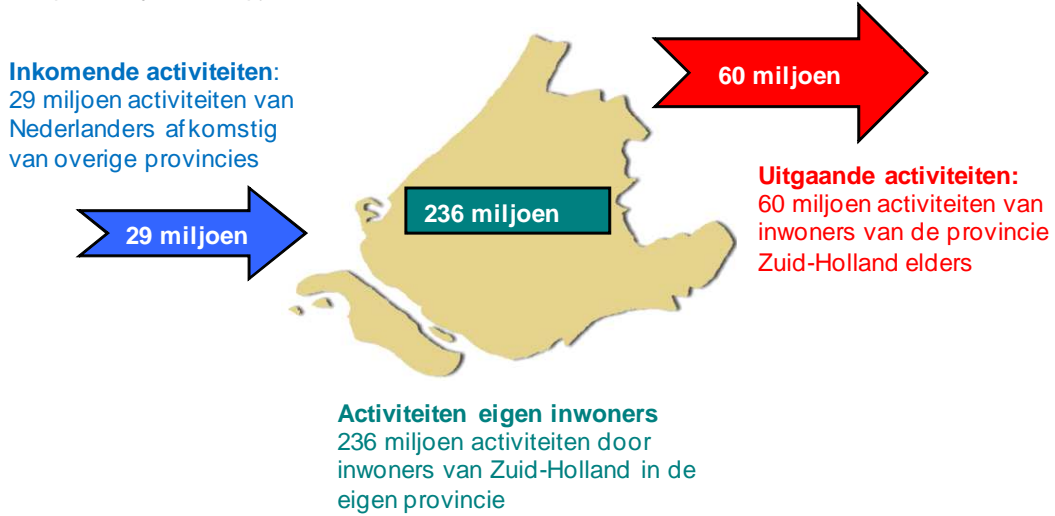 Inkomende activiteiten:
29 miljoen activiteiten van
Nederlanders afkomstig
van overige provincies
29 miljoen
236 miljoen
60 miljoen
Uitgaande activiteiten:
60 miljoen activiteiten van
inwoners van de provincie
Zuid-Holland elders
Activiteiten eigen inwoners
236 miljoen activiteiten door
inwoners van Zuid-Holland in de
eigen provincie